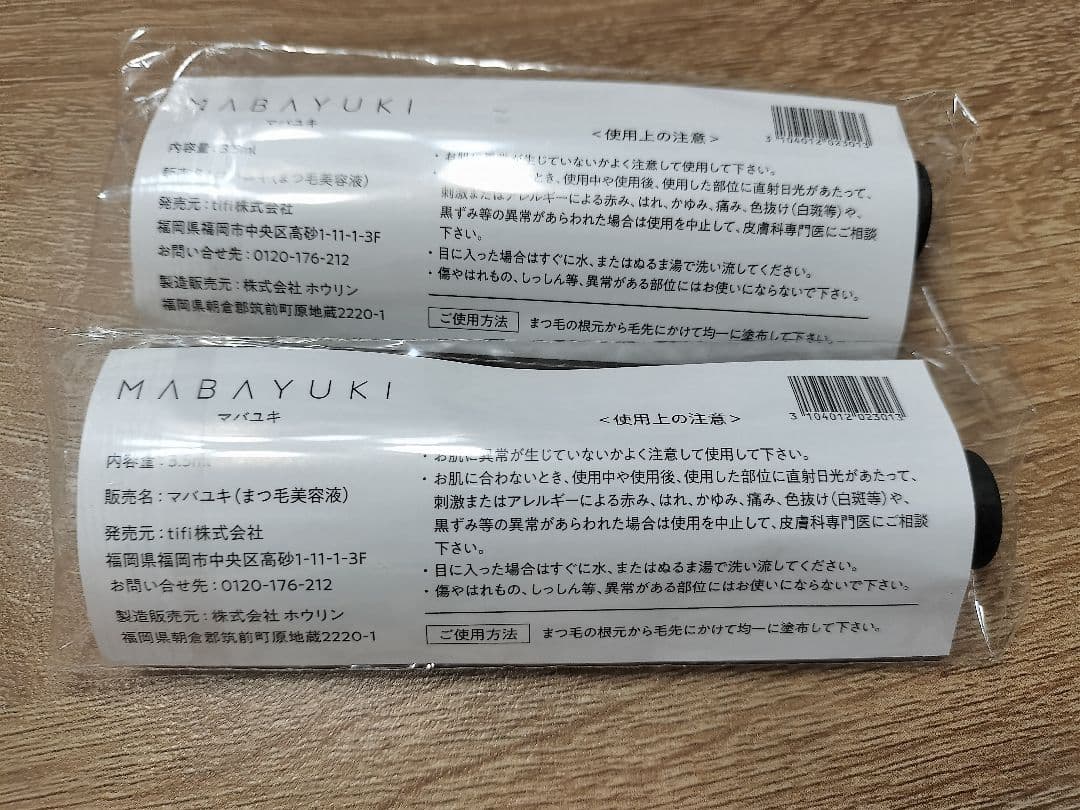 MABAYUKI
マバユキ
内容量:3.5ml
(まつ毛美容液)
発売元:tifi株式会社
福岡県福岡市中央区高砂1-11-1-3F
お問い合せ先:0120-176-212
製造販売元:株式会社 ホウリン
福岡県朝倉郡筑前町原地蔵2220-1
<使用上の注意>
3 104012 023013
・お肌に異常が生じていないかよく注意して使用して下さい。
とき、使用中や使用後、使用した部位に直射日光があたって、
刺激またはアレルギーによる赤み、はれ、かゆみ、痛み、色抜け(白斑等)や、
黒ずみ等の異常があらわれた場合は使用を中止して、皮膚科専門医にご相談
下さい。
・目に入った場合はすぐに水、またはぬるま湯で洗い流してください。
・傷やはれもの、しっしん等、異常がある部位にはお使いにならないで下さい。
ご使用方法 まつ毛の根元から毛先にかけて均一に塗布して下さい。
MABAYUKI
マバユキ
内容量:3.5ml
販売名:マバユキ(まつ毛美容液)
発売元:tifi株式会社
福岡県福岡市中央区高砂1-11-1-3F
お問い合せ先:0120-176-212
製造販売元:株式会社 ホウリン
福岡県朝倉郡筑前町原地蔵2220-1
<使用上の注意>
3 104012 023013
・お肌に異常が生じていないかよく注意して使用して下さい。
・お肌に合わないとき、使用中や使用後、使用した部位に直射日光があたって、
刺激またはアレルギーによる赤み、はれ、かゆみ、痛み、色抜け(白斑等)や、
黒ずみ等の異常があらわれた場合は使用を中止して、皮膚科専門医にご相談
下さい。
・目に入った場合はすぐに水、またはぬるま湯で洗い流してください。
・傷やはれもの、しっしん等、異常がある部位にはお使いにならないで下さい。
ご使用方法 まつ毛の根元から毛先にかけて均一に塗布して下さい。